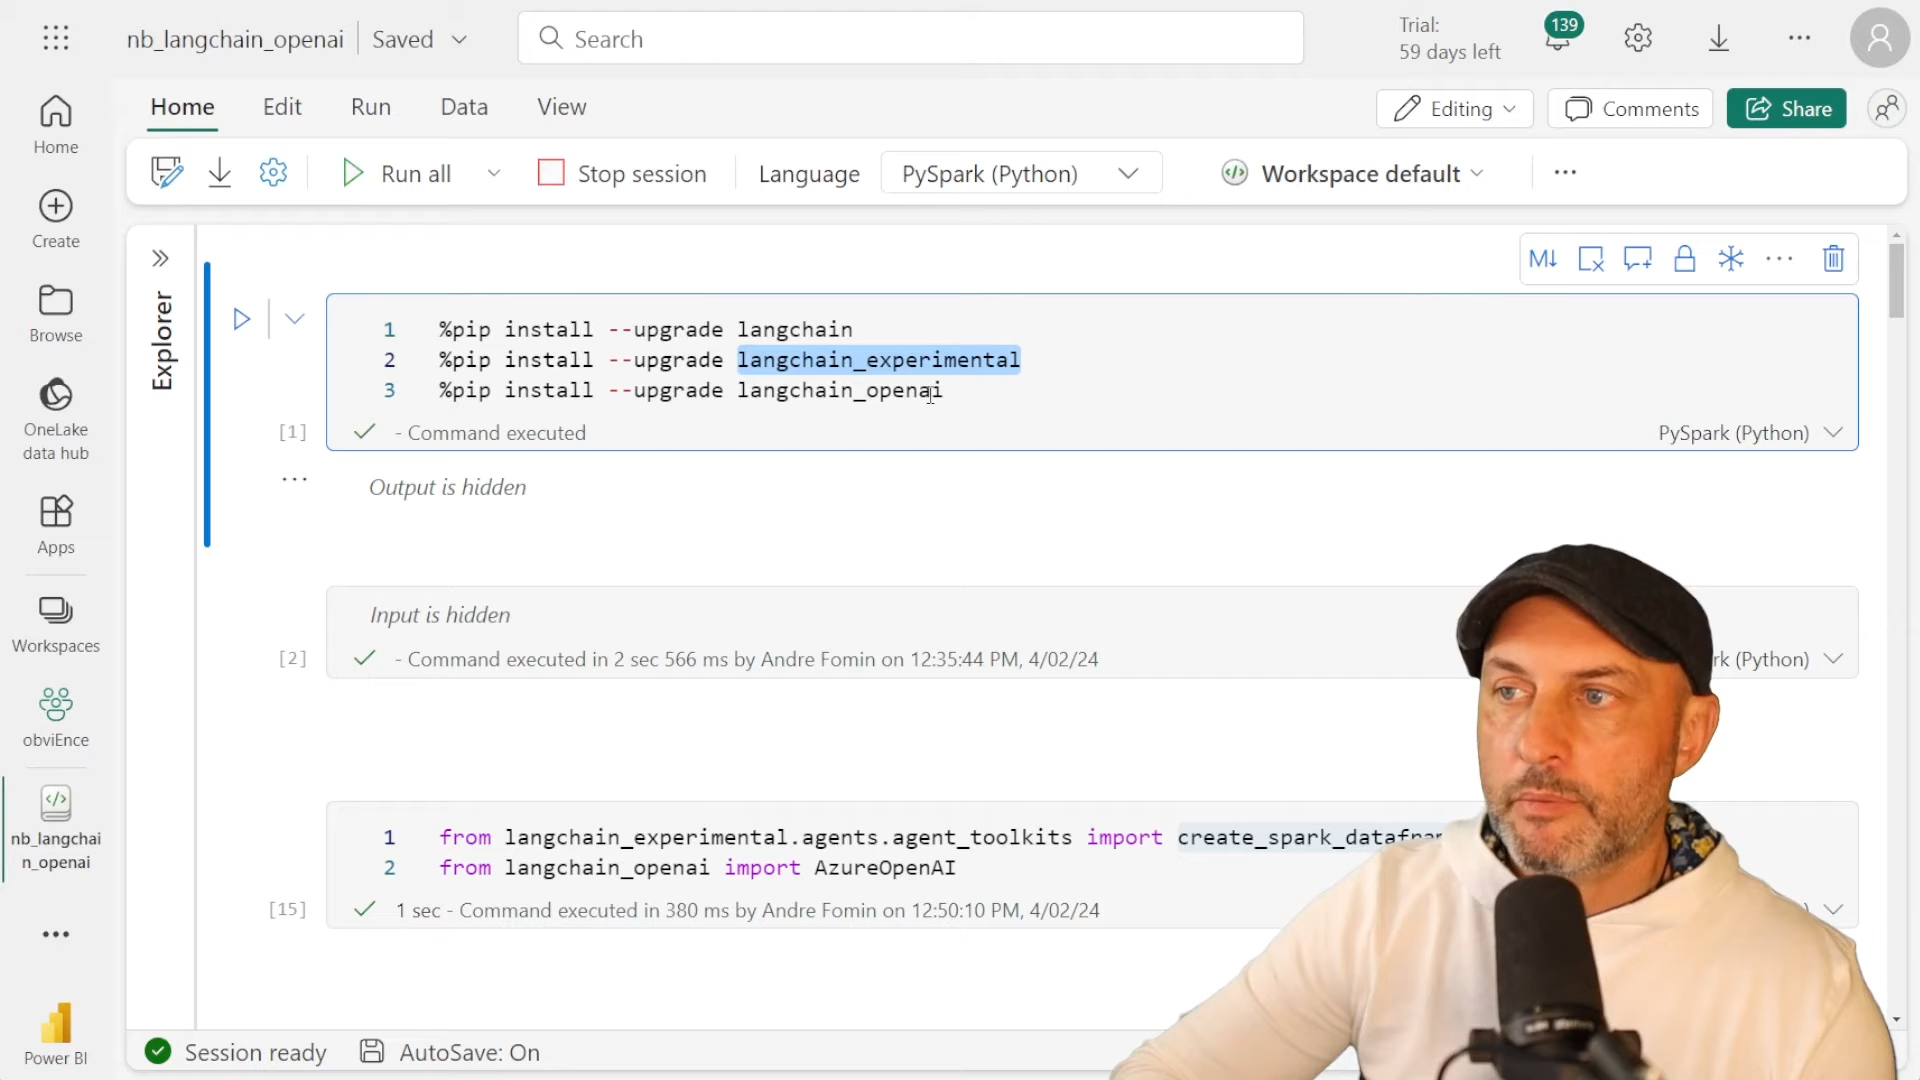 nb_langchain_openai
Saved
Search
Trial:
59 days left
139
Home
Edit
Run
Data
View
Editing
Comments
Share
Run all
Stop session
Language
PySpark (Python)
Workspace default
Home
Create
Browse
OneLake
data hub
Apps
Workspaces
obviEnce
nb_langchai
n_openai
Power BI
Explorer
M↓
1 %pip install --upgrade langchain
2 %pip install --upgrade langchain_experimental
3 %pip install --upgrade langchain_openai
[1] - Command executed
PySpark (Python)
Output is hidden
Input is hidden
[2] - Command executed in 2 sec 566 ms by Andre Fomin on 12:35:44 PM, 4/02/24
rk (Python)
1 from langchain_experimental.agents.agent_toolkits import create_spark_datafra
2 from langchain_openai import AzureOpenAI
[15] 1 sec - Command executed in 380 ms by Andre Fomin on 12:50:10 PM, 4/02/24
Session ready
AutoSave: On